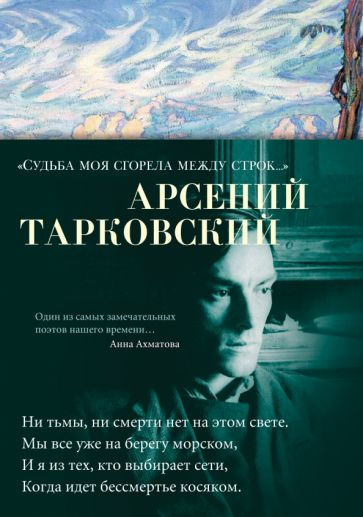 «Судьба моя сгорела между строк...»
Арсений
Тарковский
Один из самых замечательных
поэтов нашего времени...
Анна Ахматова
Ни тьмы, ни смерти нет на этом свете.
Мы все уже на берегу морском,
И я из тех, кто выбирает сети,
Когда идет бессмертье косяком.